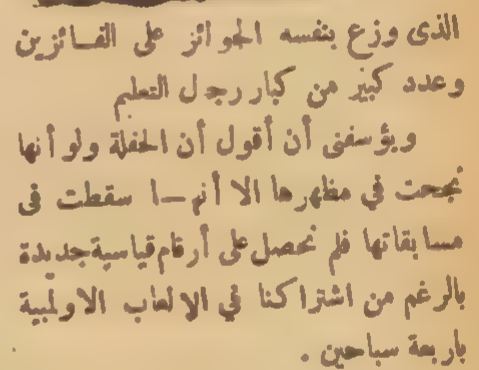 الذى وزع بنفسه الجوائز على الفائزين
وعدد كبير من كبار رجال التعليم
ويؤسفنى أن أقول أن الحفلة ولو أنها
نجحت في مظهرها الا أنها سقطت فى
مسابقاتها فلم نحصل على أرقام قياسية جديدة
بالرغم من اشتراكنا في الالعاب الاولمبية
باربعة سباحين .